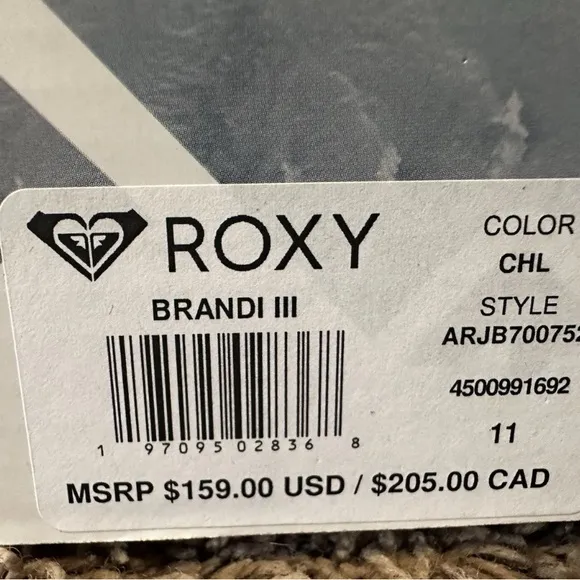 ROXY
BRANDI III
1 97095 02836 8
MSRP $159.00 USD / $205.00 CAD
COLOR
CHL
STYLE
ARJB700752
4500991692
11